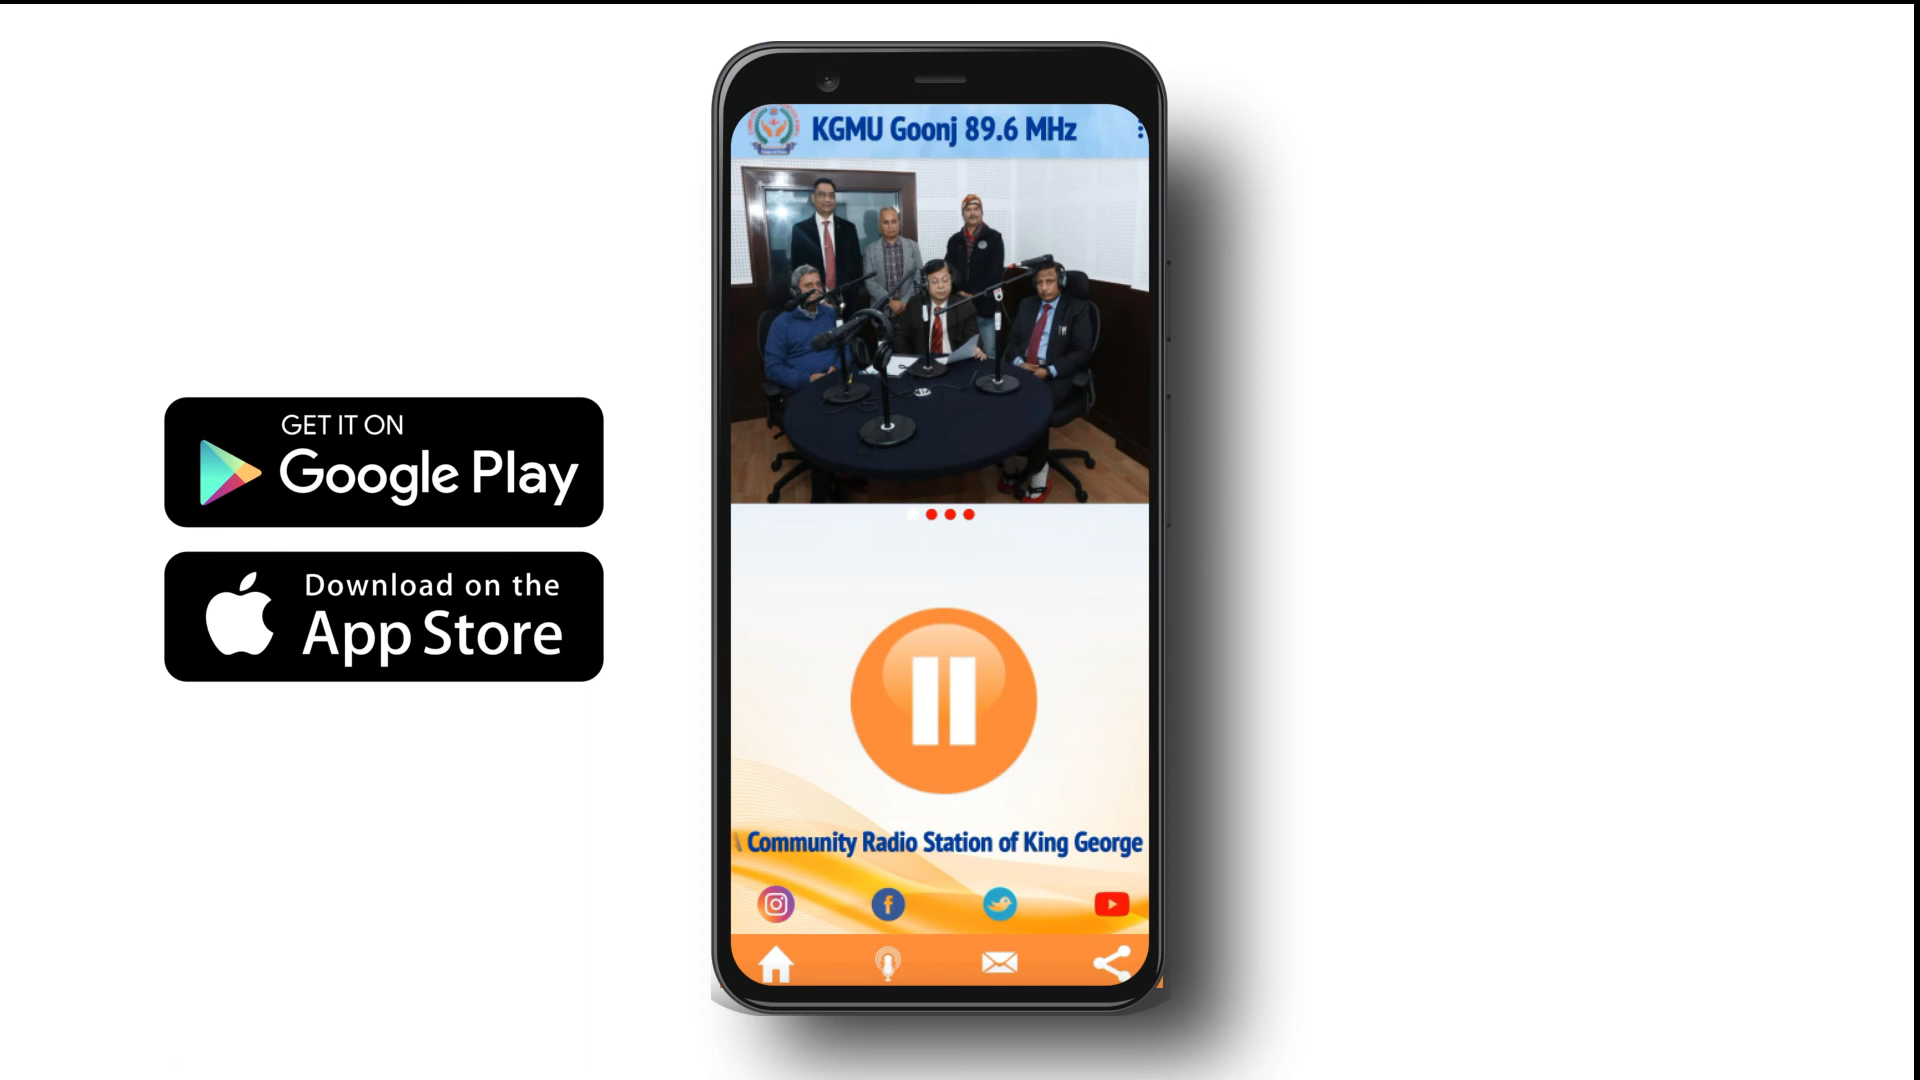 KGMU Goonj 89.6 MHz
GET IT ON
Google Play
Download on the
App Store
Community Radio Station of King George